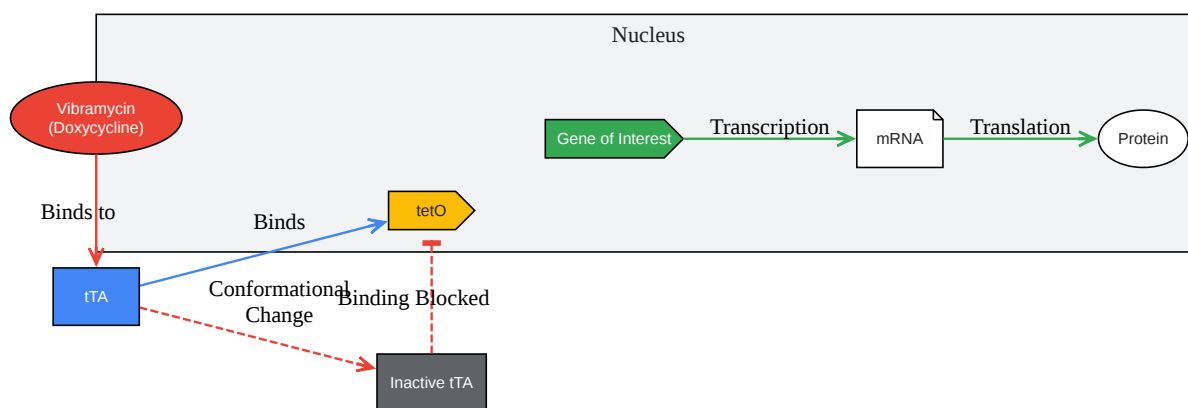 Nucleus
Vibramycin
(Doxycycline)
Gene of Interest
Transcription
mRNA
Translation
Protein
Binds to
Binds
tetO
tTA
Conformational
Change
Binding Blocked
Inactive tTA